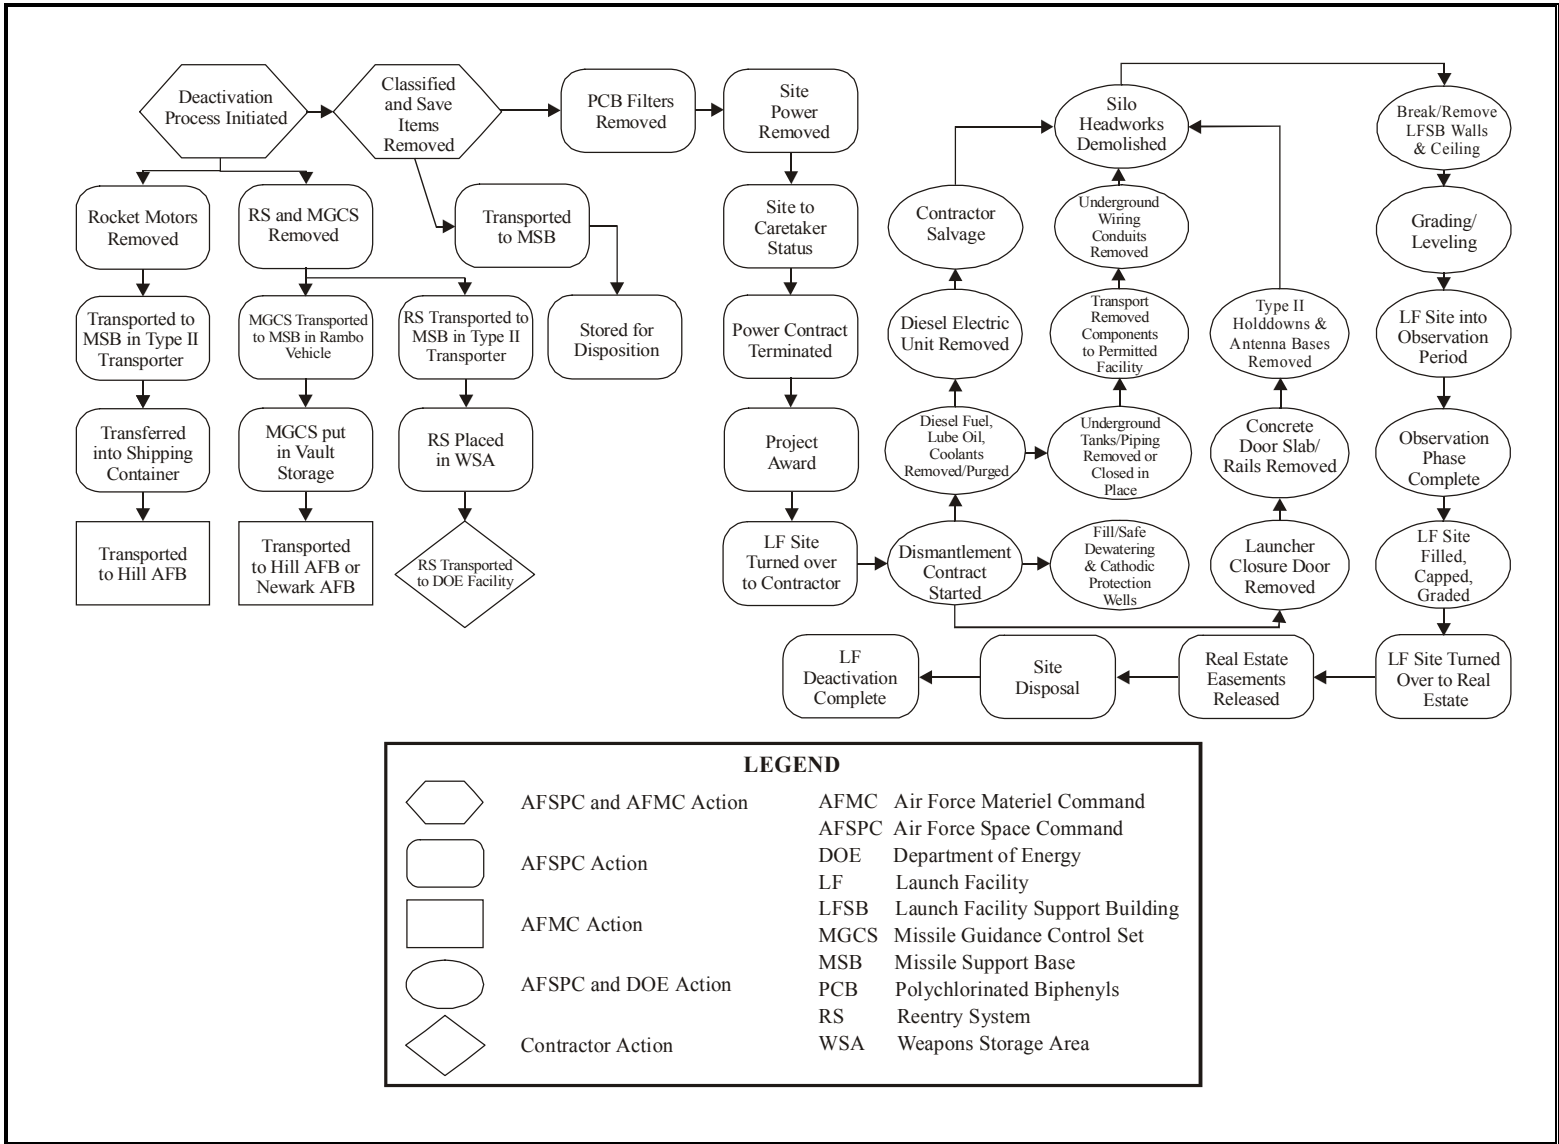 Deactivation
Process Initiated
Classified
and Save
Items
Removed
PCB Filters
Removed
Site
Power
Removed
Silo
Headworks
Demolished
Break/Remove
LFSB Walls
& Ceiling
Rocket Motors
Removed
RS and MGCS
Removed
Transported
to MSB
Site to
Caretaker
Status
Contractor
Salvage
Underground
Wiring
Conduits
Removed
Grading/
Leveling
Transported to
MSB in Type II
Transporter
MGCS Transported
to MSB in Rambo
Vehicle
RS Transported to
MSB in Type II
Transporter
Stored for
Disposition
Power Contract
Terminated
Diesel Electric
Unit Removed
Transport
Removed
Components
to Permitted
Facility
Type II
Holddowns &
Antenna Bases
Removed
LF Site into
Observation
Period
Transferred
into Shipping
Container
MGCS put
in Vault
Storage
RS Placed
in WSA
Project
Award
Diesel Fuel,
Lube Oil,
Coolants
Removed/Purged
Underground
Tanks/Piping
Removed or
Closed in
Place
Concrete
Door Slab/
Rails Removed
Observation
Phase
Complete
Transported
to Hill AFB
Transported
to Hill AFB or
Newark AFB
RS Transported
to DOE Facility
LF Site
Turned over
to Contractor
Dismantlement
Contract
Started
Fill/Safe
Dewatering
& Cathodic
Protection
Wells
Launcher
Closure Door
Removed
LF Site
Filled,
Capped,
Graded
LF
Deactivation
Complete
Site
Disposal
Real Estate
Easements
Released
LF Site Turned
Over to Real
Estate
LEGEND
AFSPC and AFMC Action
AFSPC Action
AFMC Action
AFSPC and DOE Action
Contractor Action
AFMC Air Force Materiel Command
AFSPC Air Force Space Command
DOE Department of Energy
LF Launch Facility
LFSB Launch Facility Support Building
MGCS Missile Guidance Control Set
MSB Missile Support Base
PCB Polychlorinated Biphenyls
RS Reentry System
WSA Weapons Storage Area